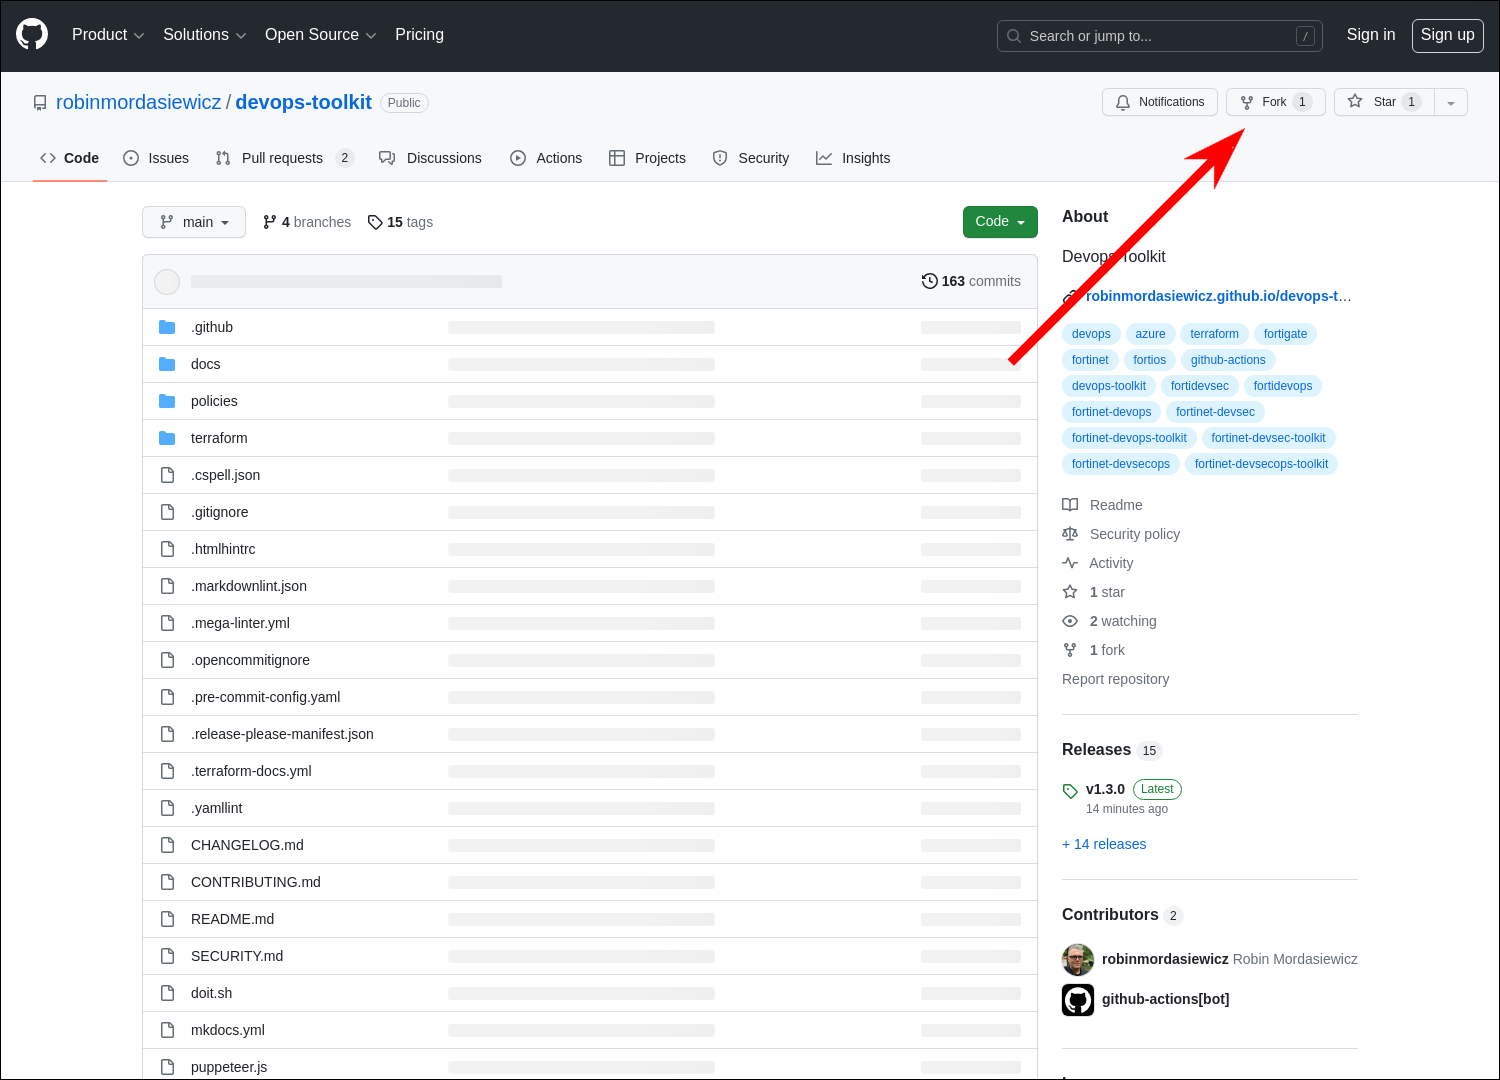 Product Solutions Open Source Pricing Search or jump to... / Sign in Sign up
robinmordasiewicz / devops-toolkit Public Notifications Fork 1 Star 1
Code Issues Pull requests 2 Discussions Actions Projects Security Insights
main 4 branches 15 tags Code
163 commits
.github
docs
policies
terraform
.cspell.json
.gitignore
.htmlhintrc
.markdownlint.json
.mega-linter.yml
.opencommitignore
.pre-commit-config.yaml
.release-please-manifest.json
.terraform-docs.yml
.yamllint
CHANGELOG.md
CONTRIBUTING.md
README.md
SECURITY.md
doit.sh
mkdocs.yml
puppeteer.js
About
Devops Toolkit
robinmordasiewicz.github.io/devops-t...
devops azure terraform fortigate
fortinet fortios github-actions
devops-toolkit fortidevsec fortidevops
fortinet-devops fortinet-devsec
fortinet-devops-toolkit fortinet-devsec-toolkit
fortinet-devsecops fortinet-devsecops-toolkit
Readme
Security policy
Activity
1 star
2 watching
1 fork
Report repository
Releases 15
v1.3.0 Latest
14 minutes ago
+ 14 releases
Contributors 2
robinmordasiewicz Robin Mordasiewicz
github-actions[bot]